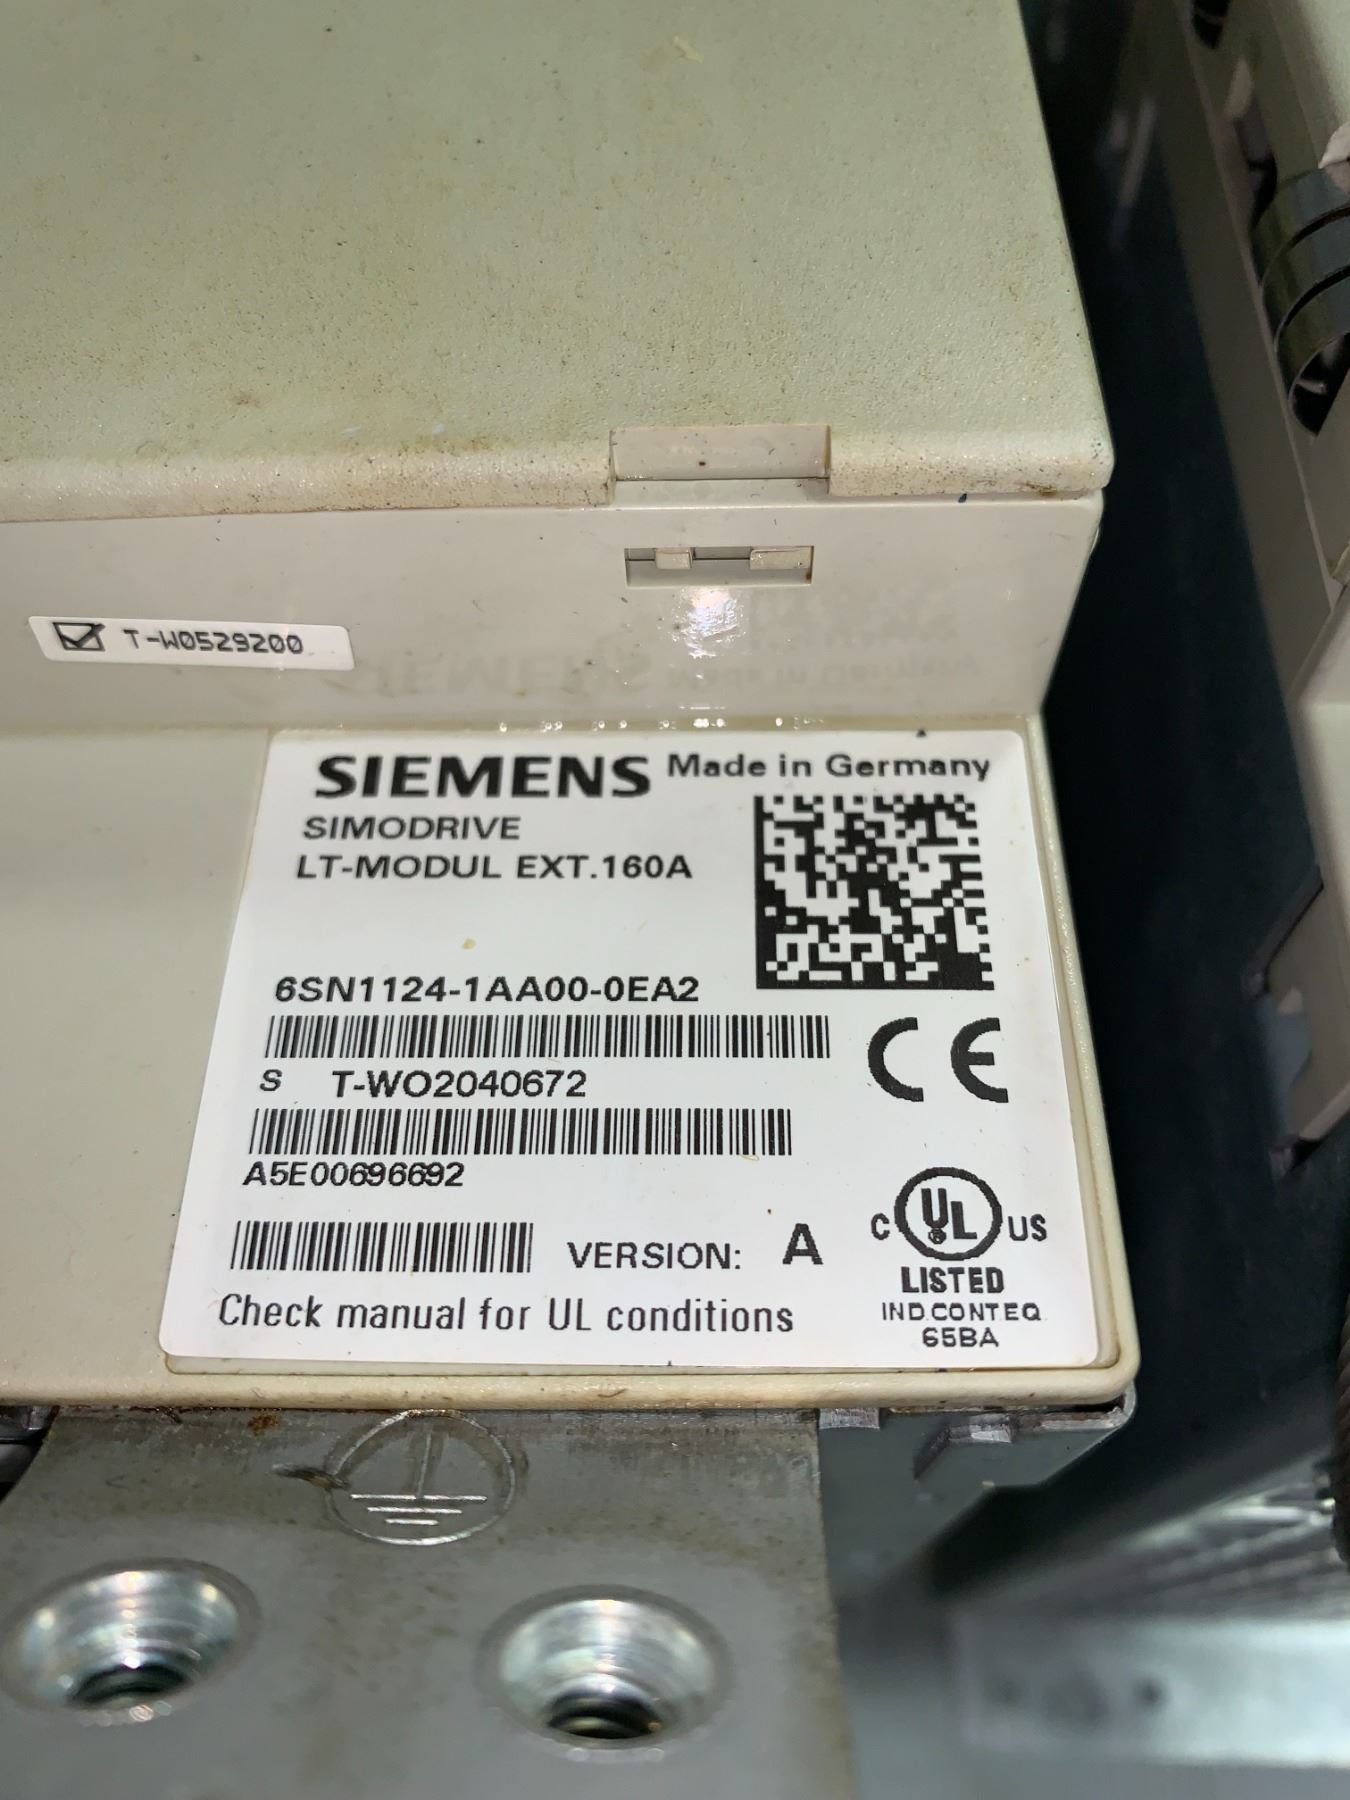 T-W0529200
SIEMENS Made in Germany
SIMODRIVE
LT-MODUL EXT.160A
6SN1124-1AA00-0EA2
S T-WO2040672
A5E00696692
VERSION: A
C UL US
LISTED
IND.CONT.EQ.
65BA
Check manual for UL conditions
CE